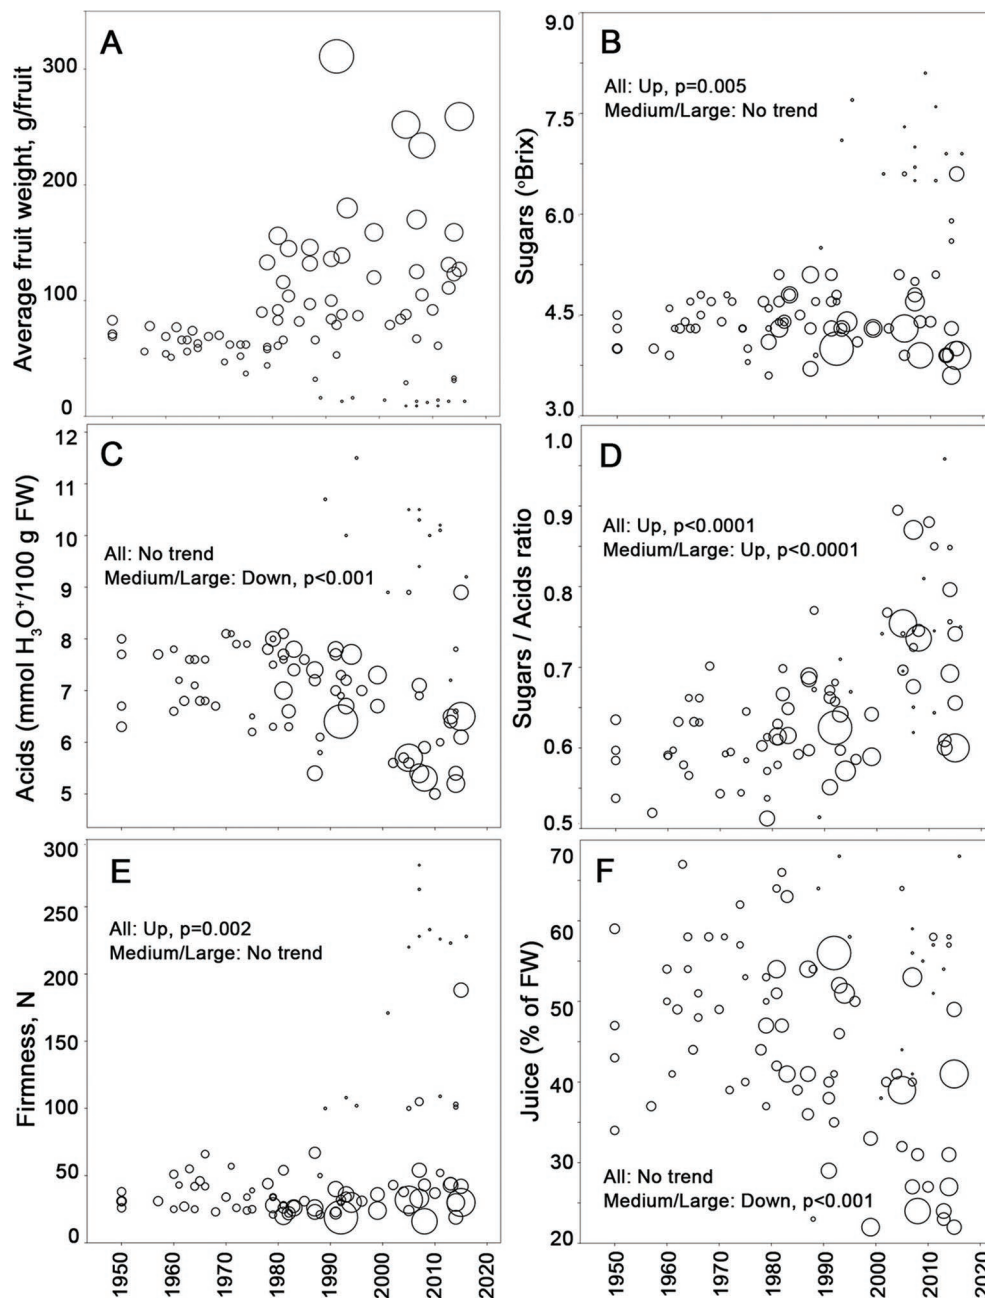 A
Average fruit weight, g/fruit
300
200
100
0
B
All: Up, p=0.005
Medium/Large: No trend
Sugars (°Brix)
9.0
7.5
6.0
4.5
3.0
C
All: No trend
Medium/Large: Down, p<0.001
Acids (mmol H₃O⁺/100 g FW)
12
11
10
9
8
7
6
5
D
All: Up, p<0.0001
Medium/Large: Up, p<0.0001
Sugars / Acids ratio
1.0
0.9
0.8
0.7
0.6
0.5
E
All: Up, p=0.002
Medium/Large: No trend
Firmness, N
300
250
200
150
100
50
0
1950
1960
1970
1980
1990
2000
2010
2020
F
All: No trend
Medium/Large: Down, p<0.001
Juice (% of FW)
70
60
50
40
30
20
1950
1960
1970
1980
1990
2000
2010
2020